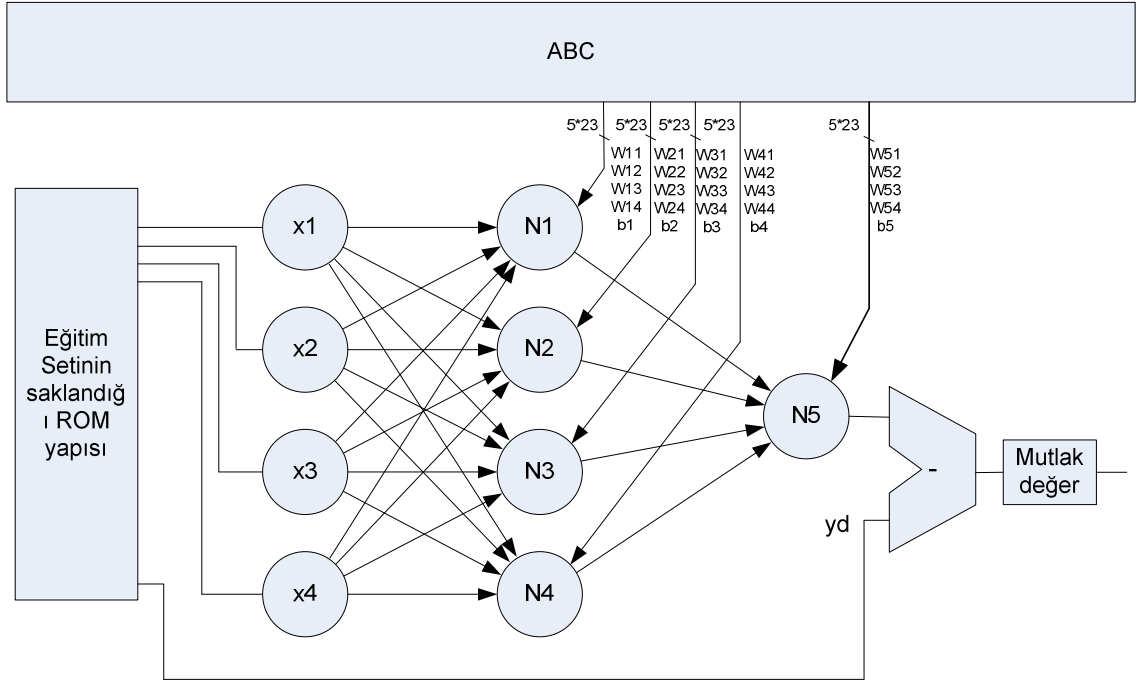 ABC
5*23 5*23 5*23 5*23 5*23
W11 W21 W31 W41 W51
W12 W22 W32 W42 W52
W13 W23 W33 W43 W53
W14 W24 W34 W44 W54
b1 b2 b3 b4 b5
x1 N1
x2 N2
x3 N3
x4 N4
N5
Eğitim
Setinin
saklandığ
ı ROM
yapısı
-
yd
Mutlak
değer